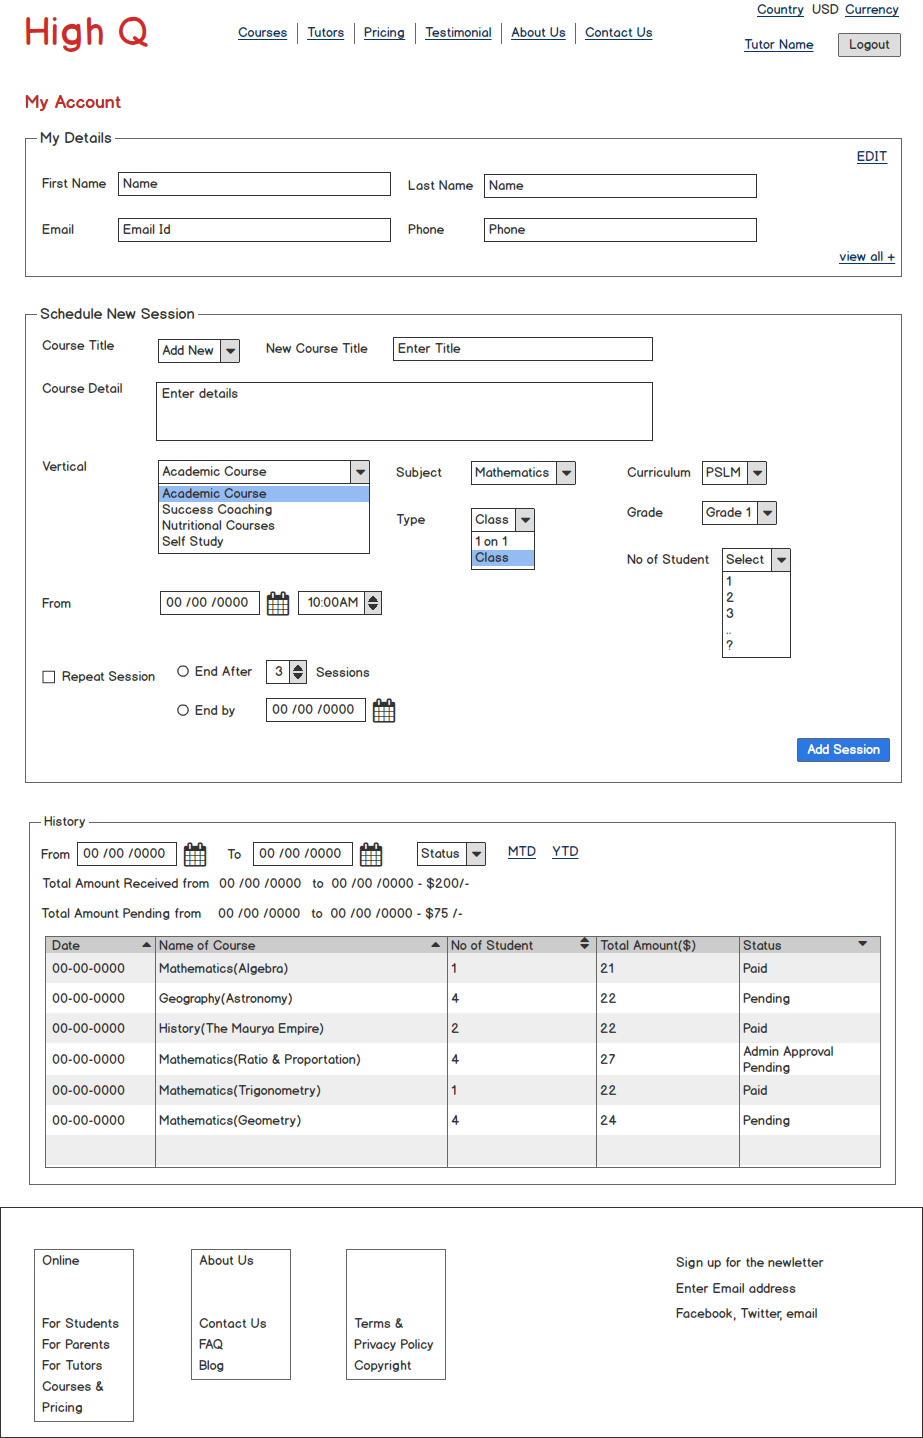 Country USD Currency
High Q
Courses Tutors Pricing Testimonial About Us Contact Us
Tutor Name Logout
My Account
My Details
EDIT
First Name Name Last Name Name
Email Email Id Phone Phone
view all +
Schedule New Session
Course Title Add New New Course Title Enter Title
Course Detail Enter details
Vertical Academic Course Subject Mathematics Curriculum PSLM
Academic Course
Success Coaching
Nutritional Courses
Self Study
Type Class Grade Grade 1
1 on 1
Class
No of Student Select
1
2
3
..
?
From 00 /00 /0000 10:00AM
Repeat Session End After 3 Sessions
End by 00 /00 /0000
Add Session
History
From 00 /00 /0000 To 00 /00 /0000 Status MTD YTD
Total Amount Received from 00 /00 /0000 to 00 /00 /0000 - $200/-
Total Amount Pending from 00 /00 /0000 to 00 /00 /0000 - $75 /-
Date Name of Course No of Student Total Amount($) Status
00-00-0000 Mathematics(Algebra) 1 21 Paid
00-00-0000 Geography(Astronomy) 4 22 Pending
00-00-0000 History(The Maurya Empire) 2 22 Paid
00-00-0000 Mathematics(Ratio & Proportation) 4 27 Admin Approval
Pending
00-00-0000 Mathematics(Trigonometry) 1 22 Paid
00-00-0000 Mathematics(Geometry) 4 24 Pending
Online
For Students
For Parents
For Tutors
Courses &
Pricing
About Us
Contact Us
FAQ
Blog
Terms &
Privacy Policy
Copyright
Sign up for the newletter
Enter Email address
Facebook, Twitter, email